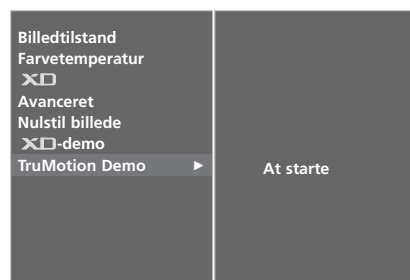 Billedtilstand
Farvetemperatur
XD
Avanceret
Nulstil billede
XD-demo
TruMotion Demo ►
At starte